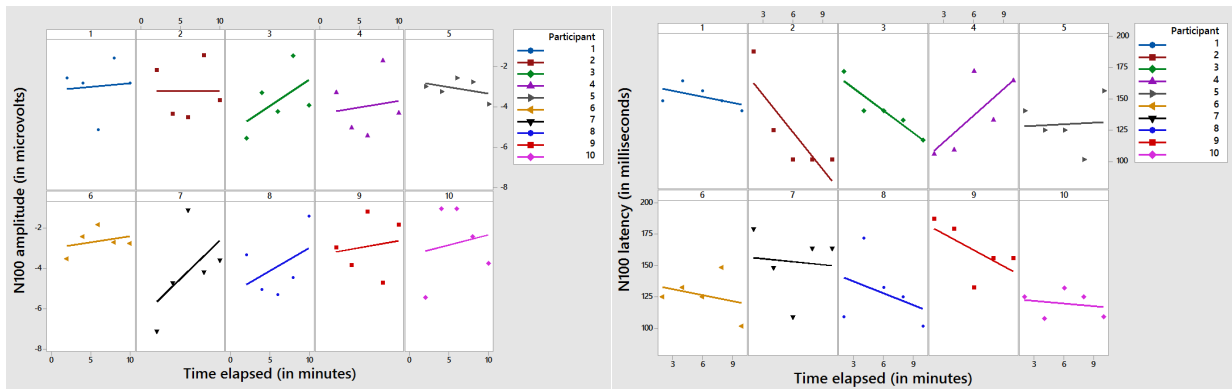 0 5 10 0 5 10
1 2 3 4 5
-2
-4
-6
-8
6 7 8 9 10
-2
-4
-6
-8
0 5 10 0 5 10 0 5 10
N100 amplitude (in microvolts)
Time elapsed (in minutes)
Participant
1
2
3
4
5
6
7
8
9
10
3 6 9 3 6 9
1 2 3 4 5
200
175
150
125
100
6 7 8 9 10
200
175
150
125
100
3 6 9 3 6 9 3 6 9
N100 latency (in milliseconds)
Time elapsed (in minutes)
Participant
1
2
3
4
5
6
7
8
9
10